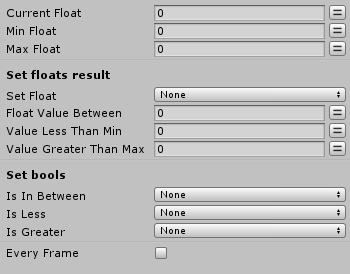 Current Float 0
Min Float 0
Max Float 0
Set floats result
Set Float None
Float Value Between 0
Value Less Than Min 0
Value Greater Than Max 0
Set bools
Is In Between None
Is Less None
Is Greater None
Every Frame